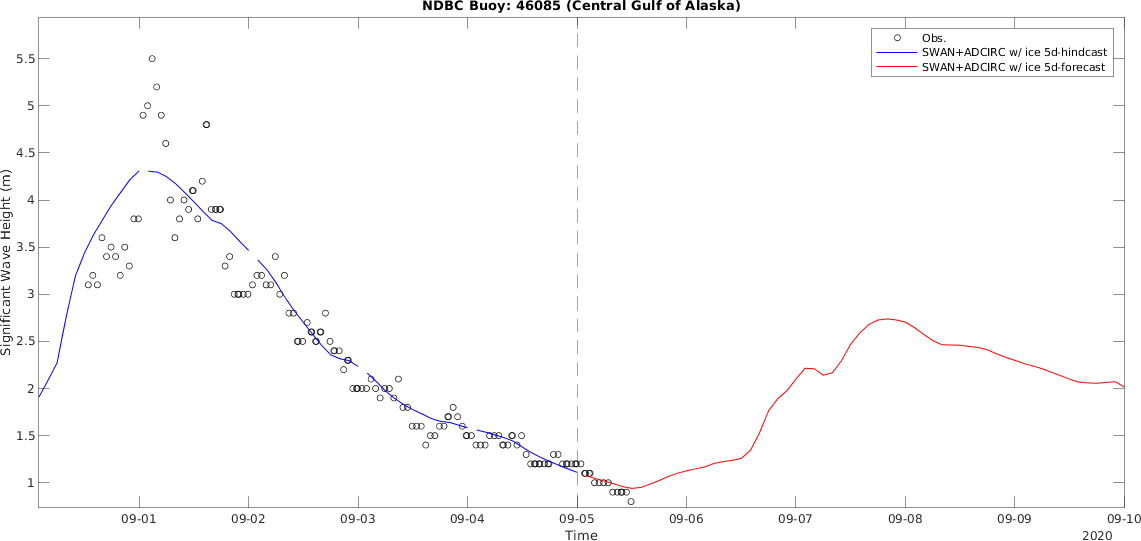 NDBC Buoy: 46085 (Central Gulf of Alaska)
Obs.
SWAN+ADCIRC w/ ice 5d-hindcast
SWAN+ADCIRC w/ ice 5d-forecast
Significant Wave Height (m)
5.5
5
4.5
4
3.5
3
2.5
2
1.5
1
09-01 09-02 09-03 09-04 09-05 09-06 09-07 09-08 09-09 09-10
Time
2020